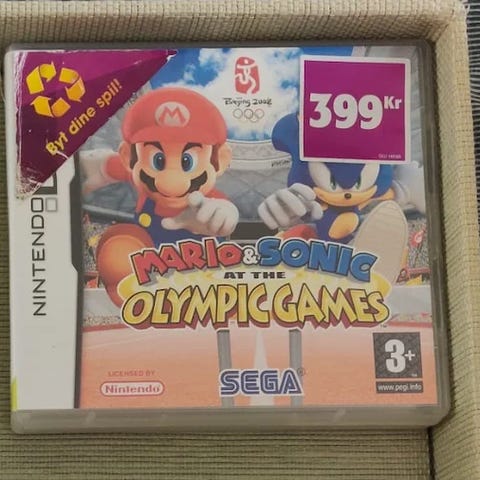 Byt dine spil!
Beijing 2008
399 Kr
M
NINTENDO
MARIO & SONIC
AT THE
OLYMPIC GAMES
TM
LICENSED BY
Nintendo
SEGA
3+
www.pegi.info